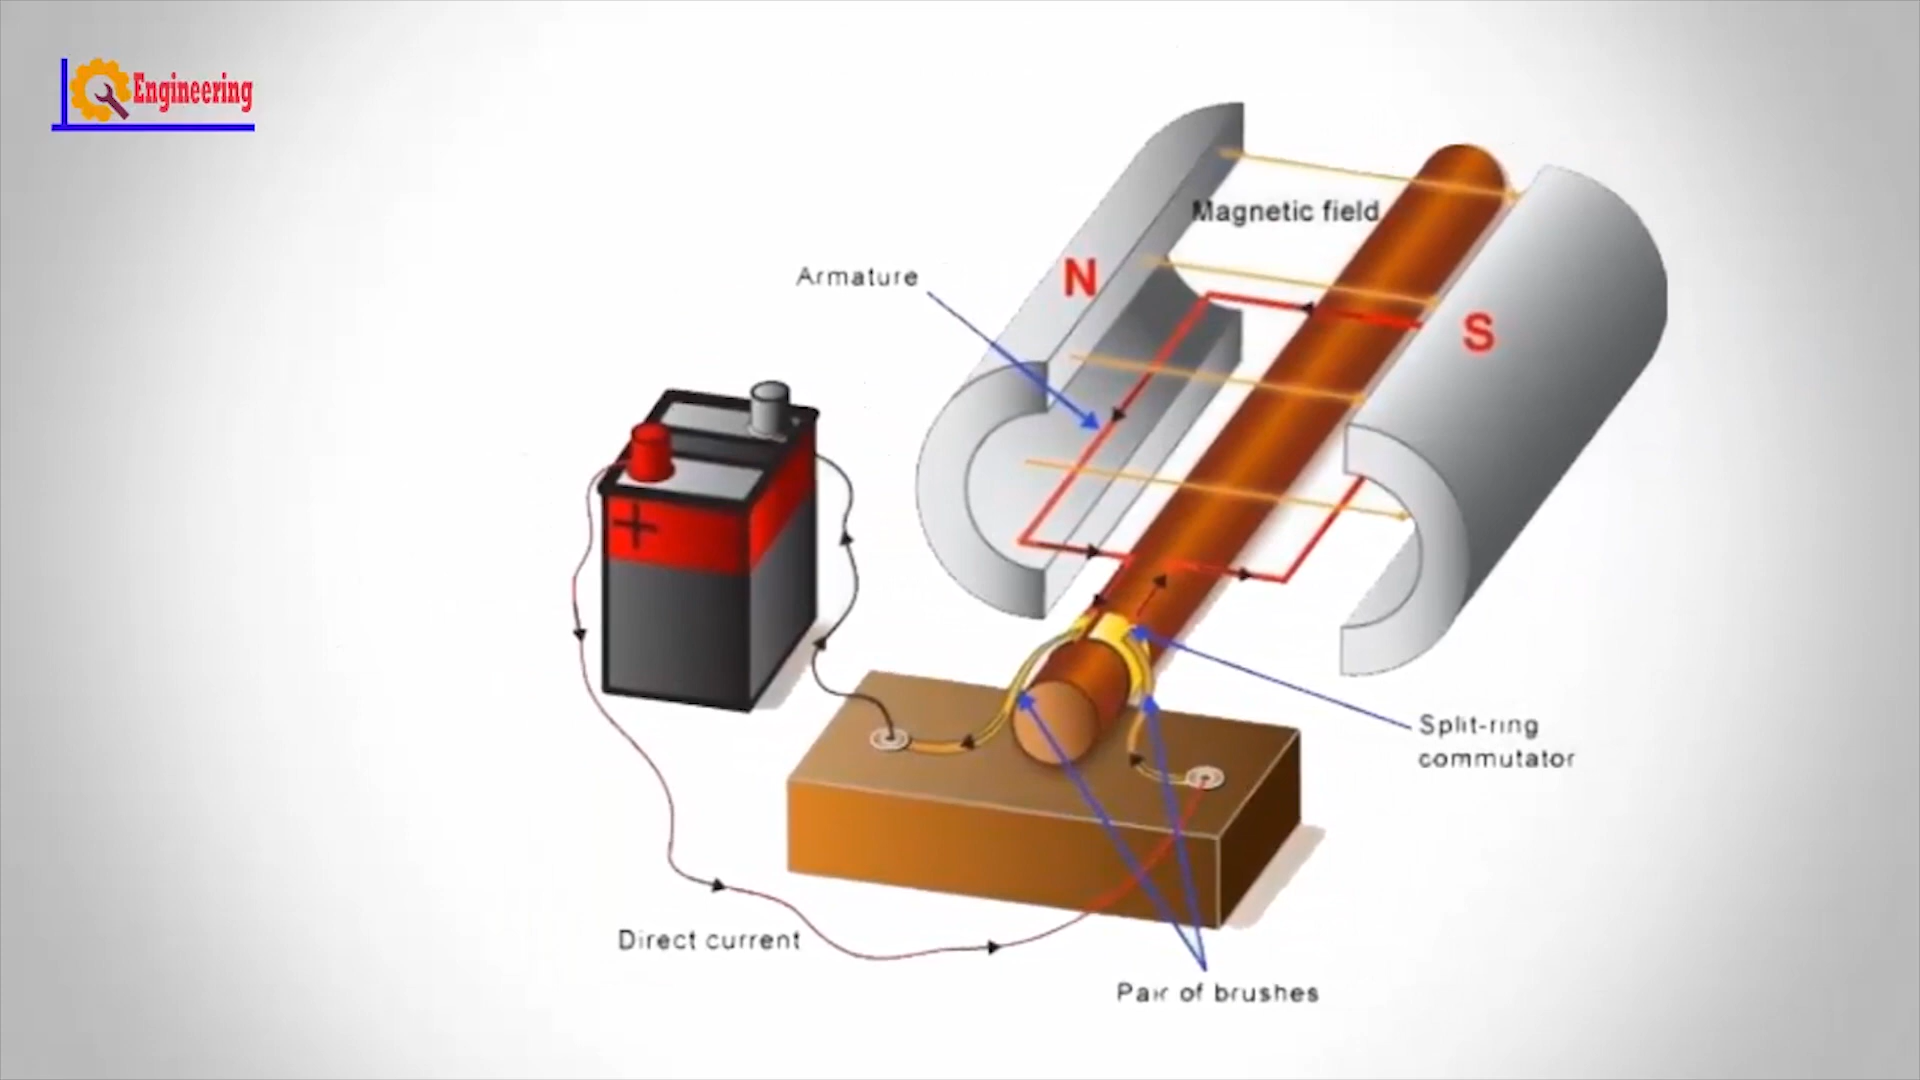 Engineering
Magnetic field
Armature
N
S
+
Split-ring
commutator
Direct current
Pair of brushes